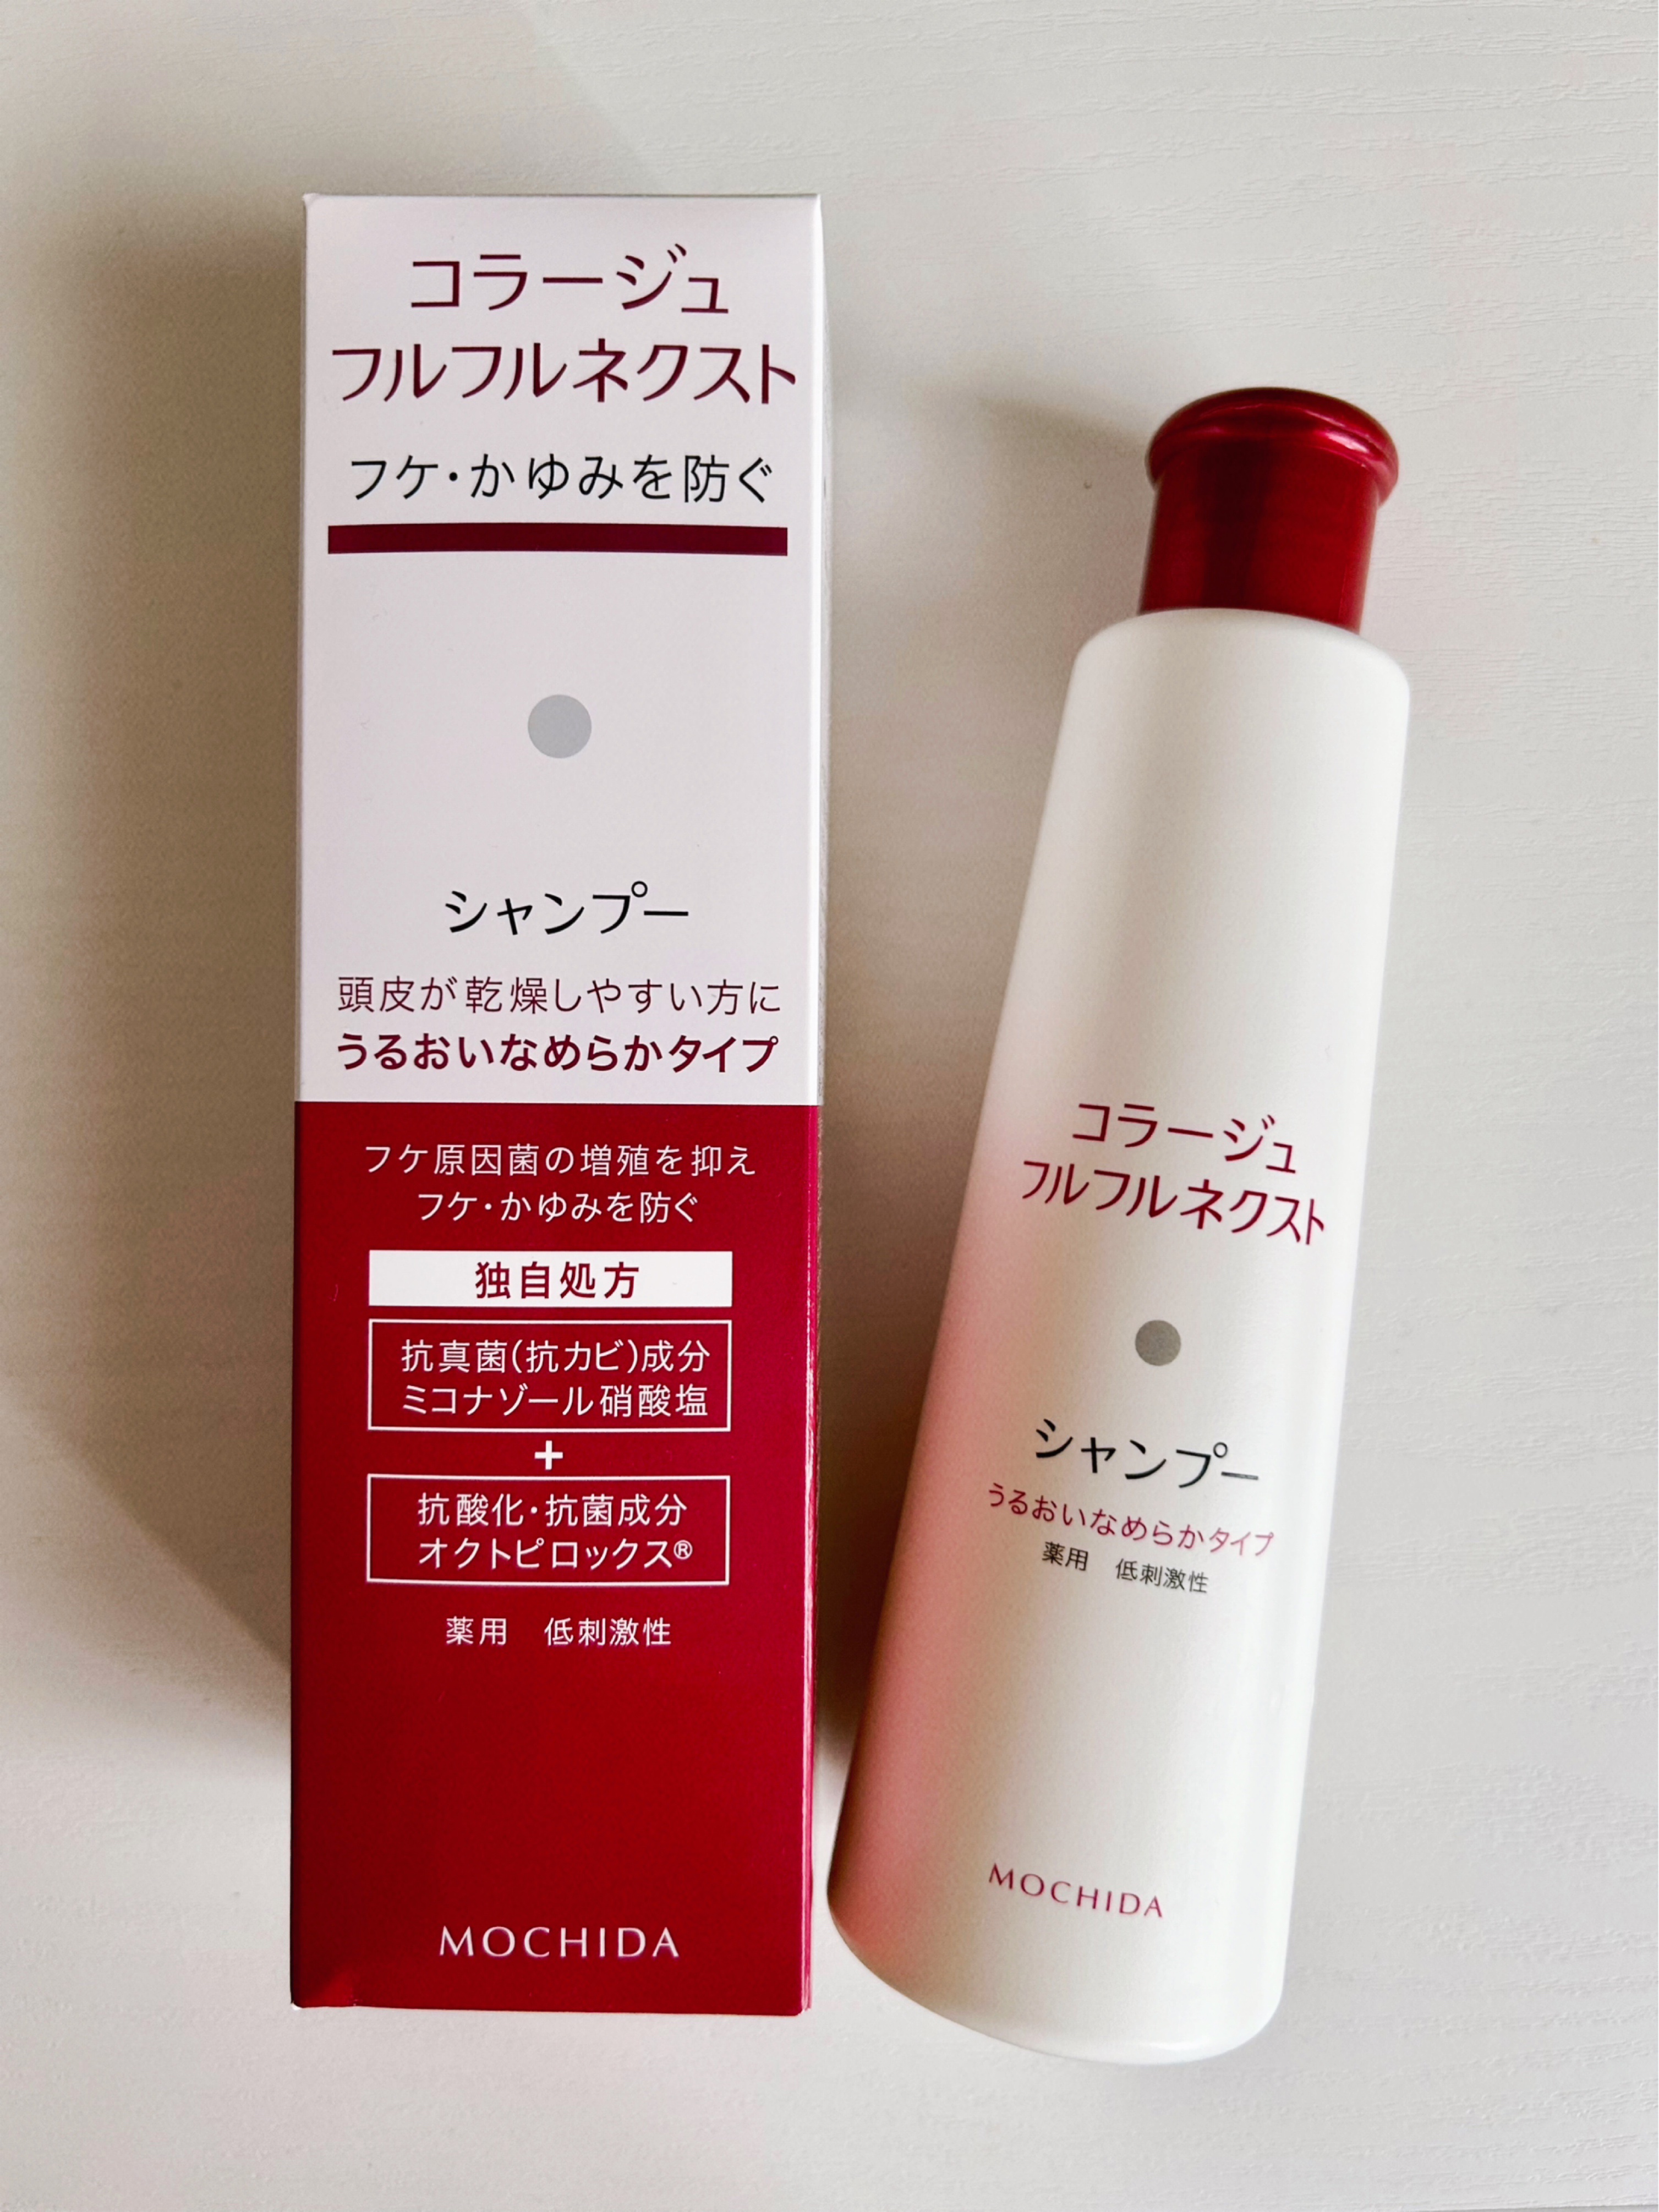 コラージュ
フルフルネクスト
フケ・かゆみを防ぐ
シャンプー
頭皮が乾燥しやすい方に
うるおいなめらかタイプ
フケ原因菌の増殖を抑え
フケ・かゆみを防ぐ
独自処方
抗真菌(抗カビ)成分
ミコナゾール硝酸塩
+
抗酸化・抗菌成分
オクトピロックス®
薬用　低刺激性
MOCHIDA
コラージュ
フルフルネクスト
シャンプー
うるおいなめらかタイプ
薬用　低刺激性
MOCHIDA